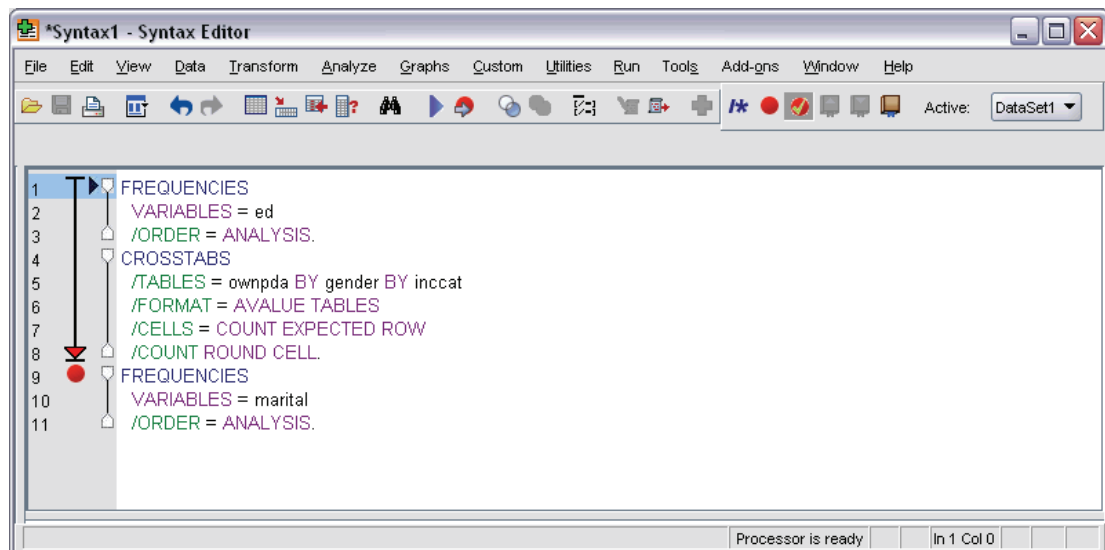 *Syntax1 - Syntax Editor
File Edit View Data Transform Analyze Graphs Custom Utilities Run Tools Add-ons Window Help
Active: DataSet1
1 FREQUENCIES
2 VARIABLES = ed
3 /ORDER = ANALYSIS.
4 CROSSTABS
5 /TABLES = ownpda BY gender BY inccat
6 /FORMAT = AVALUE TABLES
7 /CELLS = COUNT EXPECTED ROW
8 /COUNT ROUND CELL.
9 FREQUENCIES
10 VARIABLES = marital
11 /ORDER = ANALYSIS.
Processor is ready In 1 Col 0